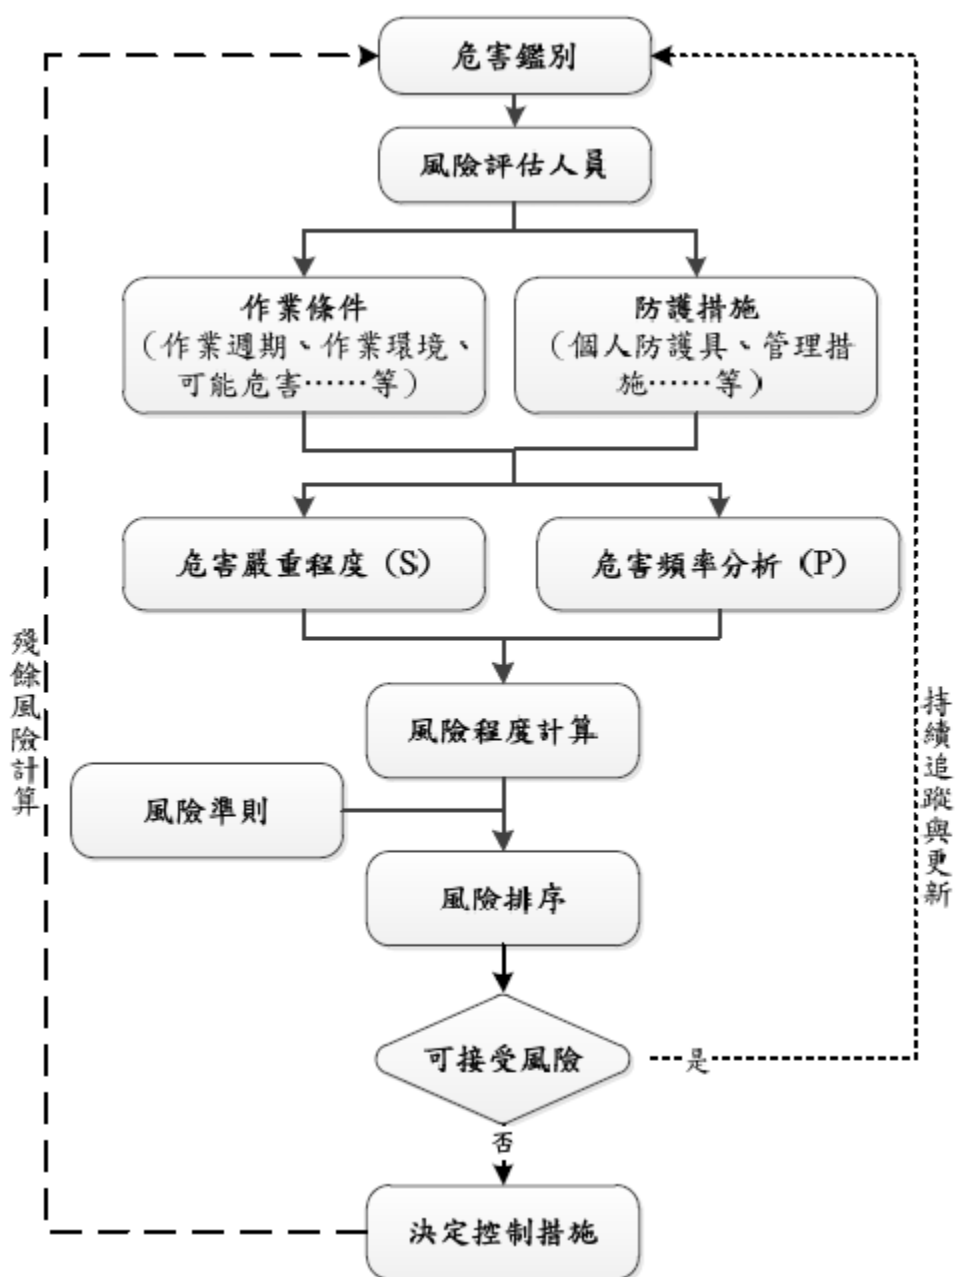 危害鑑別
風險評估人員
作業條件
（作業週期、作業環境、
可能危害……等）
防護措施
（個人防護具、管理措
施……等）
危害嚴重程度（S）
危害頻率分析（P）
殘餘風險計算
持續追蹤與更新
風險程度計算
風險準則
風險排序
可接受風險
是
否
決定控制措施